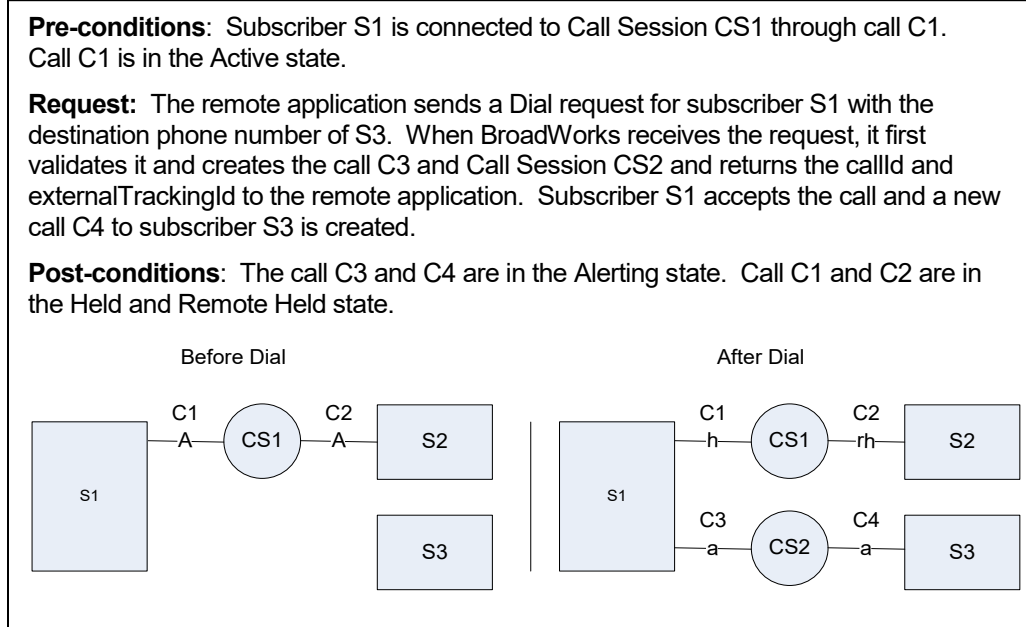 Pre-conditions:  Subscriber S1 is connected to Call Session CS1 through call C1.
Call C1 is in the Active state.
Request:  The remote application sends a Dial request for subscriber S1 with the
destination phone number of S3.  When BroadWorks receives the request, it first
validates it and creates the call C3 and Call Session CS2 and returns the callId and
externalTrackingId to the remote application.  Subscriber S1 accepts the call and a new
call C4 to subscriber S3 is created.
Post-conditions:  The call C3 and C4 are in the Alerting state.  Call C1 and C2 are in
the Held and Remote Held state.
Before Dial
C1
C2
A
CS1
A
S2
S1
S3
After Dial
C1
C2
h
CS1
rh
S2
S1
C3
C4
a
CS2
a
S3